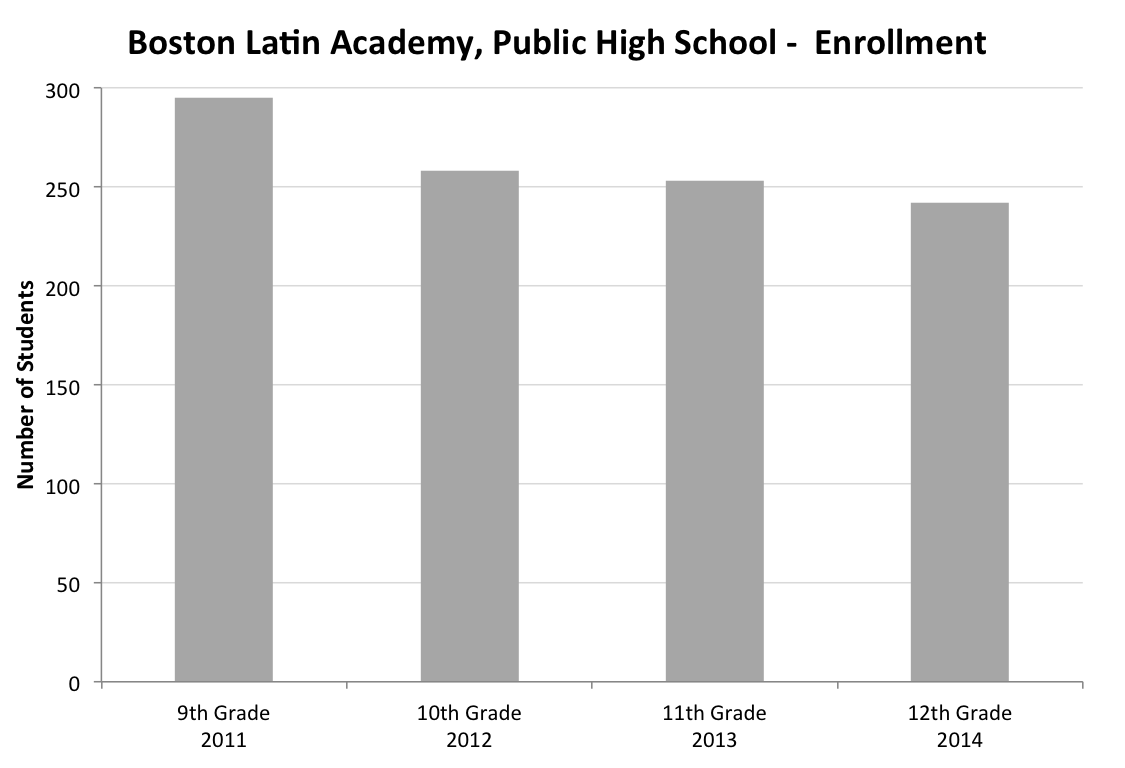 Boston Latin Academy, Public High School -  Enrollment
300
250
200
150
100
50
0
Number of Students
9th Grade
2011
10th Grade
2012
11th Grade
2013
12th Grade
2014